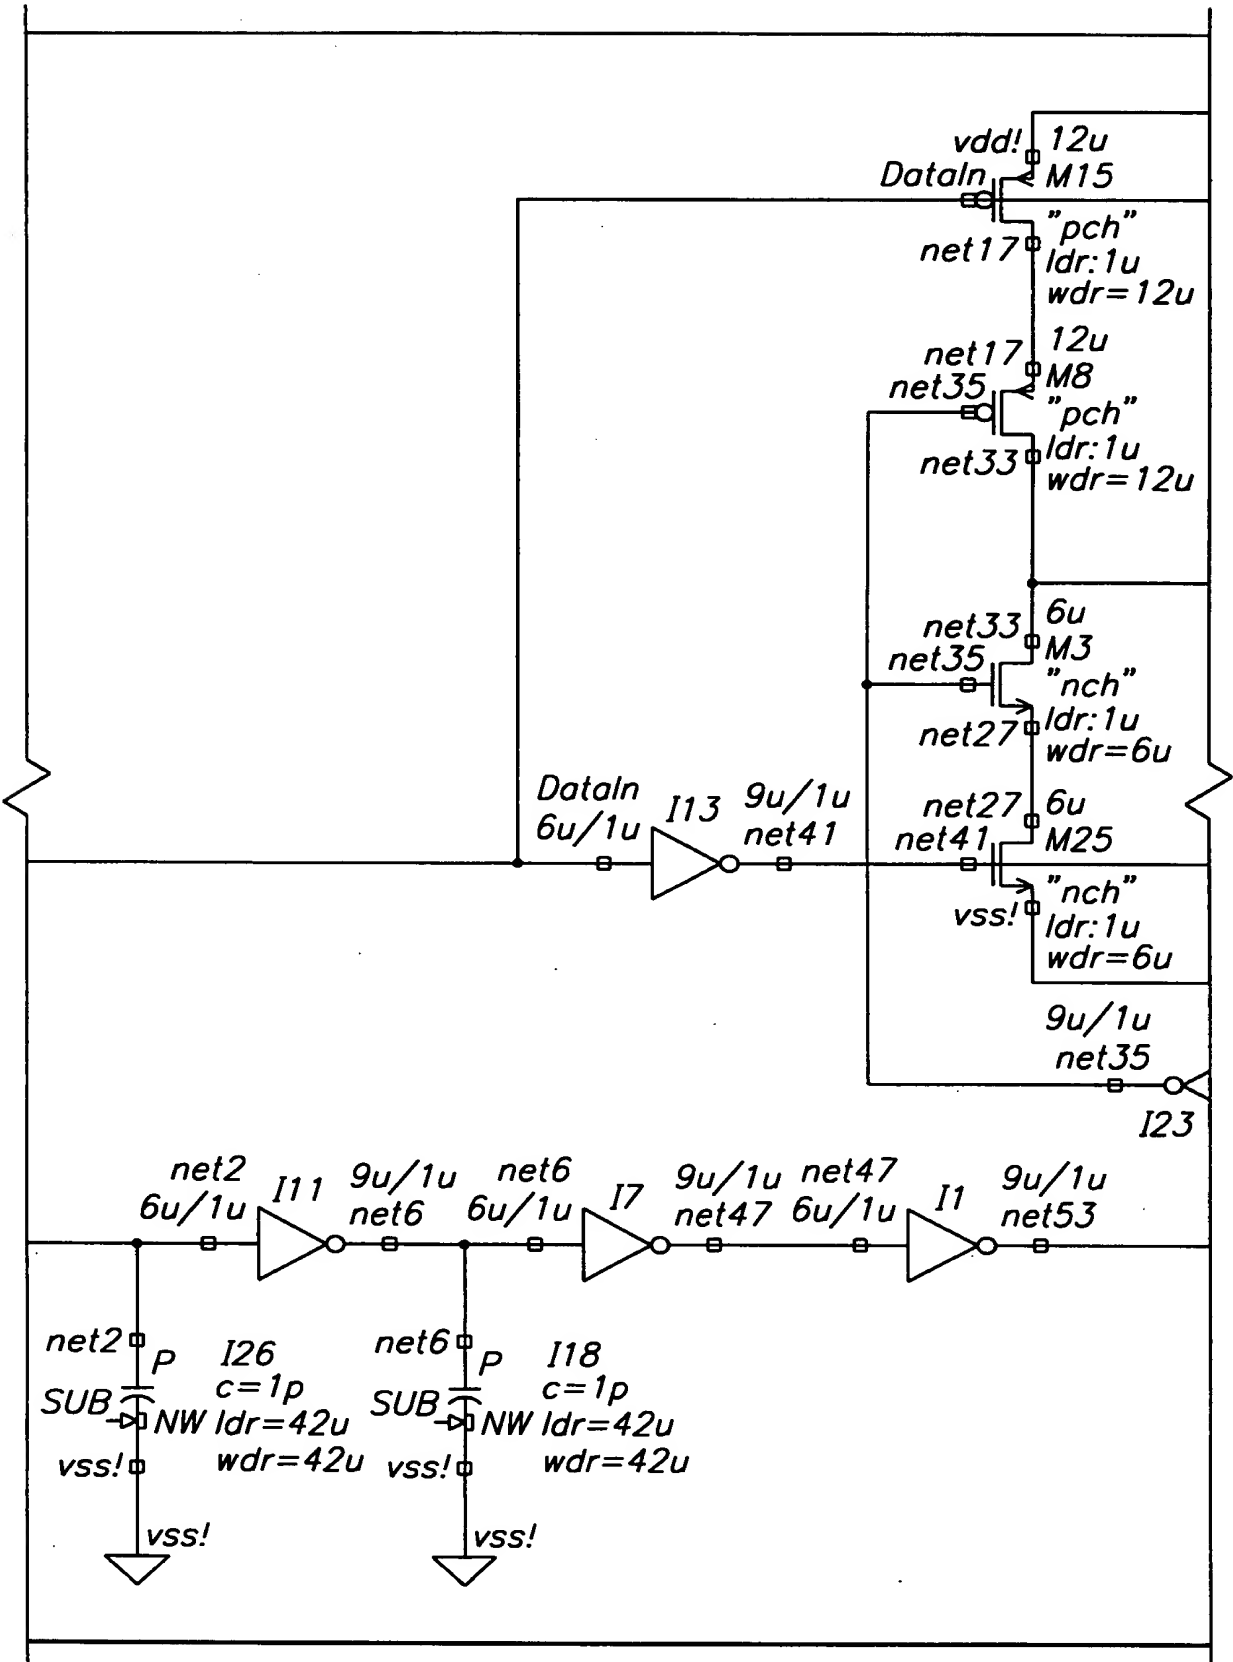 vdd! 12u
DataIn M15
"pch"
net17 ldr:1u
wdr=12u
net17 12u
net35 M8
"pch"
net33 ldr:1u
wdr=12u
net33 6u
net35 M3
"nch"
net27 ldr:1u
wdr=6u
DataIn I13 9u/1u net27 6u
6u/1u net41 net41 M25
"nch"
vss! ldr:1u
wdr=6u
9u/1u
net35
I23
net2 I11 9u/1u net6 I7 9u/1u net47 I1 9u/1u
6u/1u net6 6u/1u net47 6u/1u net53
net2 P I26 net6 P I18
c=1p c=1p
SUB NW ldr=42u SUB NW ldr=42u
vss! wdr=42u vss! wdr=42u
vss! vss!